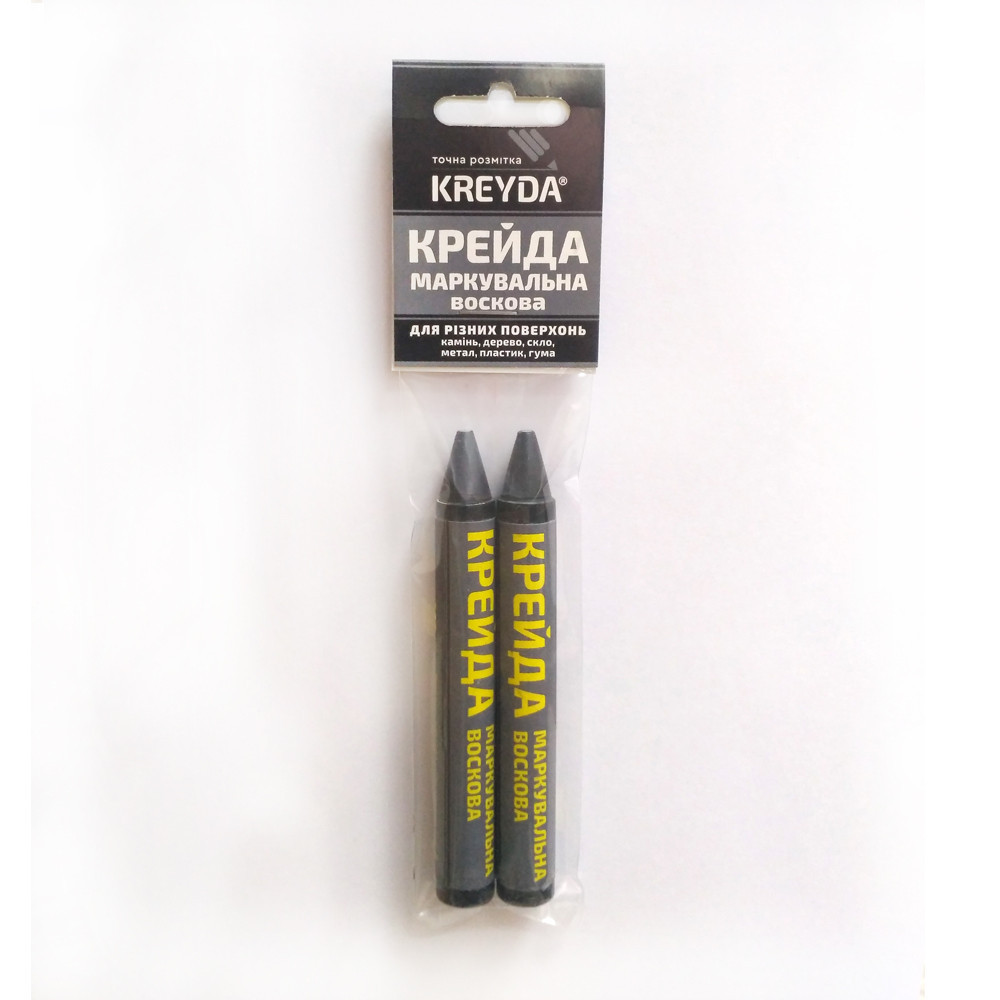 точна розмітка
KREYDA®
КРЕЙДА
МАРКУВАЛЬНА
ВОСКОВА
ДЛЯ РІЗНИХ ПОВЕРХОНЬ
камінь, дерево, скло,
метал, пластик, гума
КРЕЙДА
МАРКУВАЛЬНА
ВОСКОВА
КРЕЙДА
МАРКУВАЛЬНА
ВОСКОВА